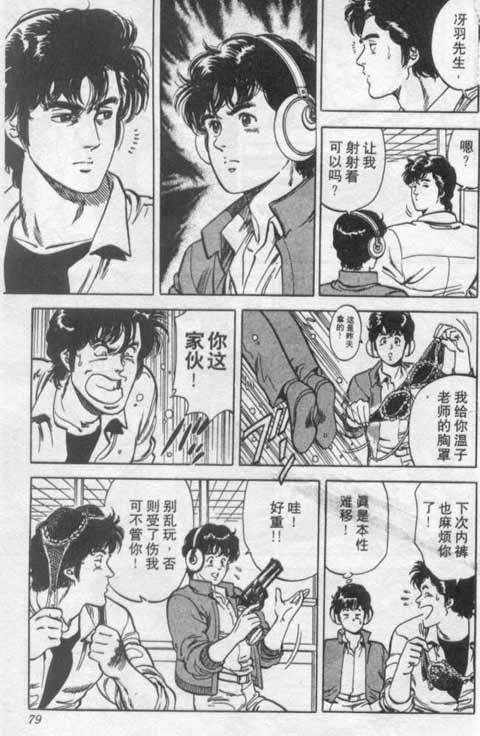 冴羽先生，
嗯？
让我
射射看
可以吗？
我给你温子
老师的胸罩
这是昨天
拿的！
你这
家伙！
下次内裤
也麻烦你
了！
真是本性
难移！
哇！
好重！！
别乱玩，否
则受了伤我
可不管你！
79